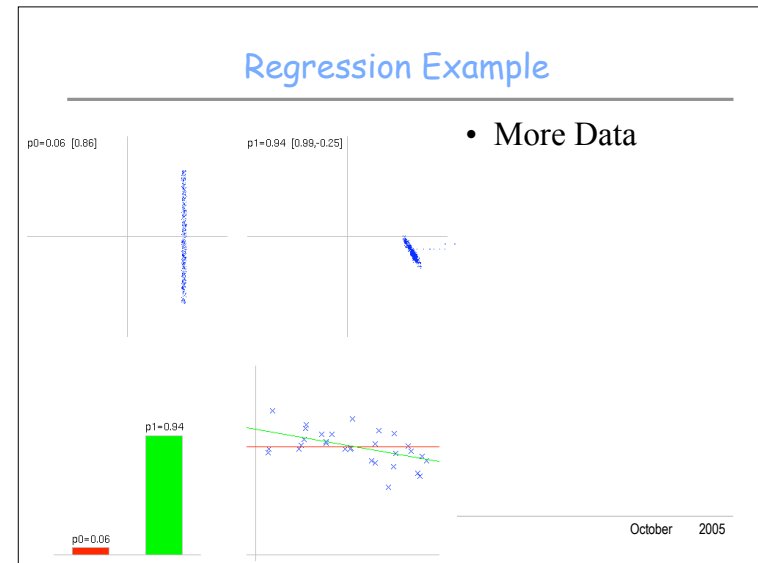 Regression Example
• More Data
p0=0.06 [0.86]
p1=0.94 [0.99,-0.25]
p1=0.94
p0=0.06
October 2005